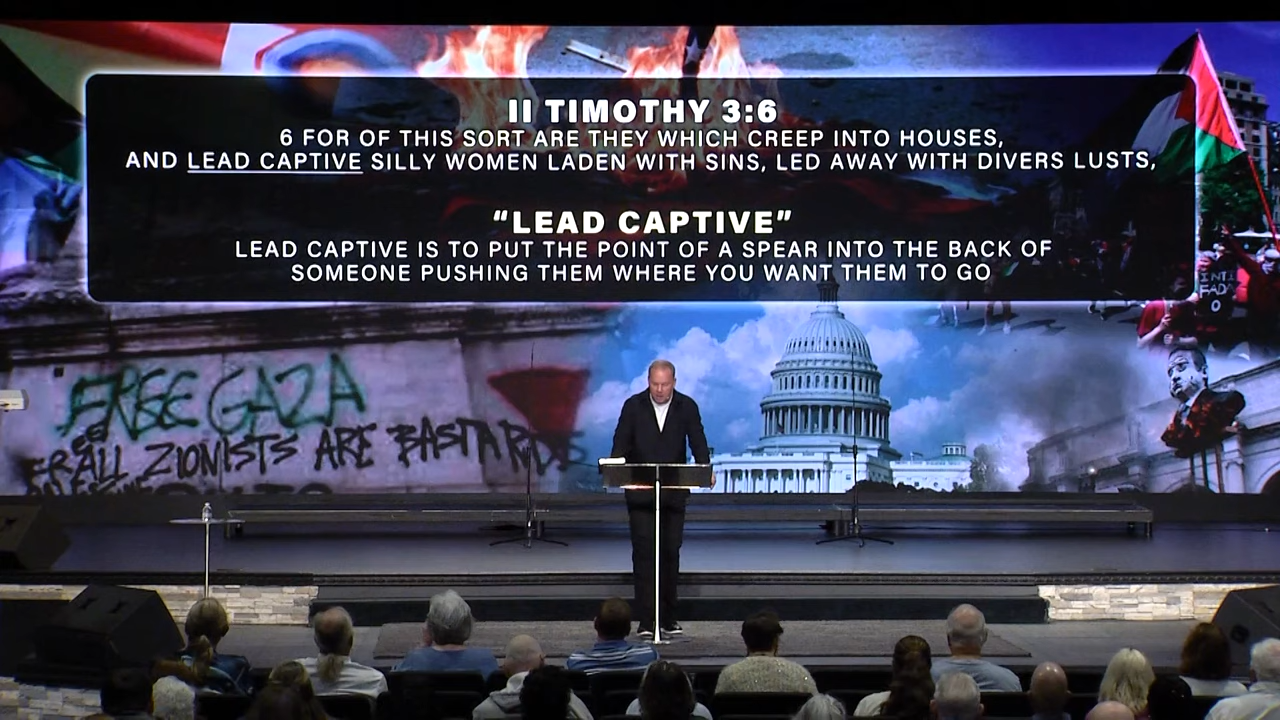 II TIMOTHY 3:6
6 FOR OF THIS SORT ARE THEY WHICH CREEP INTO HOUSES,
AND LEAD CAPTIVE SILLY WOMEN LADEN WITH SINS, LED AWAY WITH DIVERS LUSTS,
"LEAD CAPTIVE"
LEAD CAPTIVE IS TO PUT THE POINT OF A SPEAR INTO THE BACK OF
SOMEONE PUSHING THEM WHERE YOU WANT THEM TO GO
INTI
FADA
FREE GAZA
ALL ZIONISTS ARE BASTARDS